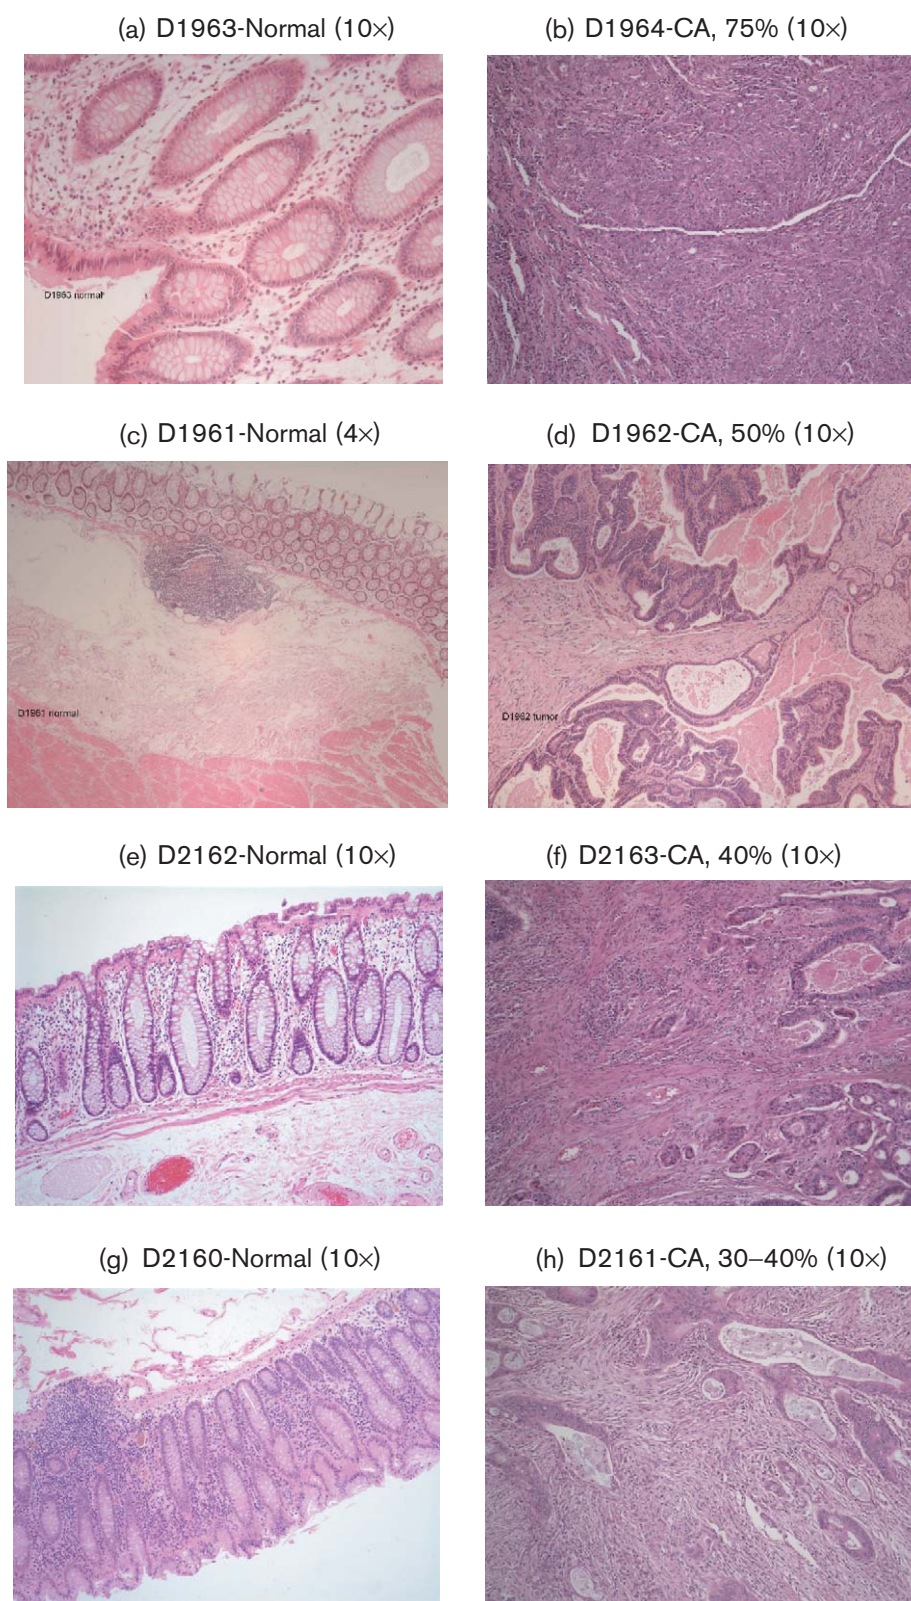 (a) D1963-Normal (10×)
(b) D1964-CA, 75% (10×)
D1963 normal
(c) D1961-Normal (4×)
(d) D1962-CA, 50% (10×)
D1961 normal
D1962 tumor
(e) D2162-Normal (10×)
(f) D2163-CA, 40% (10×)
(g) D2160-Normal (10×)
(h) D2161-CA, 30–40% (10×)